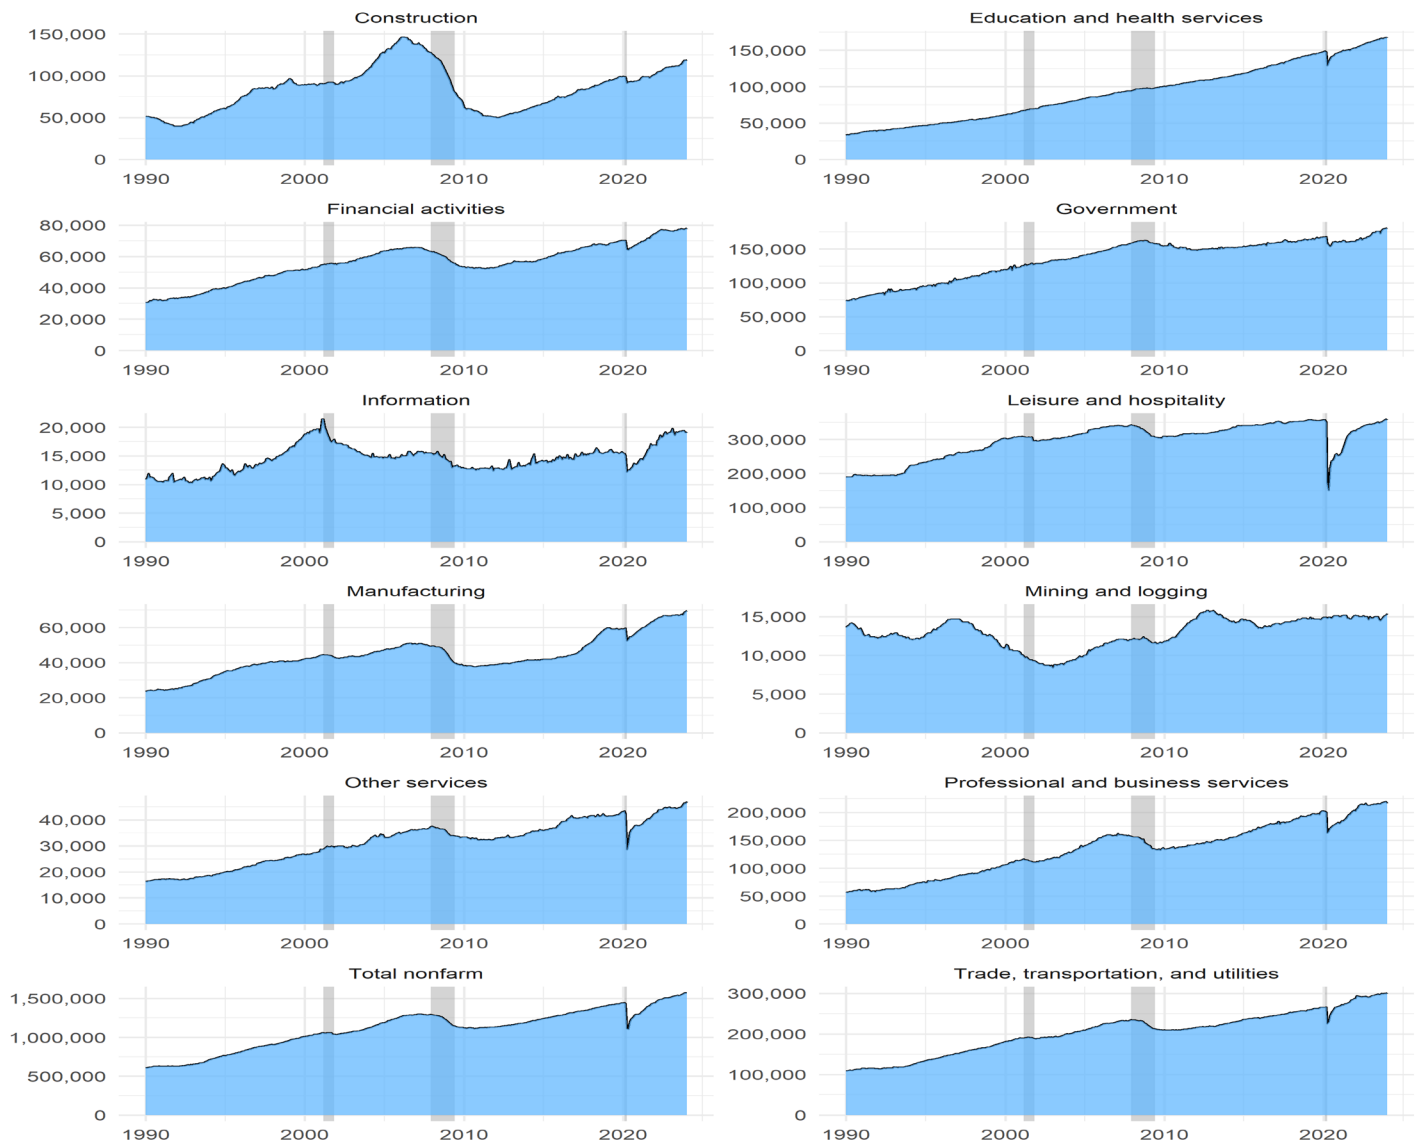 Construction
150,000
100,000
50,000
0
1990 2000 2010 2020
Education and health services
150,000
100,000
50,000
0
1990 2000 2010 2020
Financial activities
80,000
60,000
40,000
20,000
0
1990 2000 2010 2020
Government
150,000
100,000
50,000
0
1990 2000 2010 2020
Information
20,000
15,000
10,000
5,000
0
1990 2000 2010 2020
Leisure and hospitality
300,000
200,000
100,000
0
1990 2000 2010 2020
Manufacturing
60,000
40,000
20,000
0
1990 2000 2010 2020
Mining and logging
15,000
10,000
5,000
0
1990 2000 2010 2020
Other services
40,000
30,000
20,000
10,000
0
1990 2000 2010 2020
Professional and business services
200,000
150,000
100,000
50,000
0
1990 2000 2010 2020
Total nonfarm
1,500,000
1,000,000
500,000
0
1990 2000 2010 2020
Trade, transportation, and utilities
300,000
200,000
100,000
0
1990 2000 2010 2020